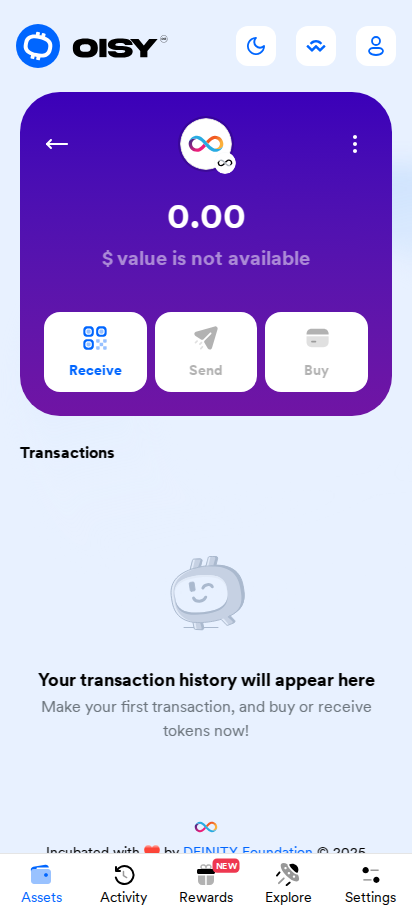 OISY
0.00
$ value is not available
Receive
Send
Buy
Transactions
Your transaction history will appear here
Make your first transaction, and buy or receive
tokens now!
Incubated with ❤️ by DFINITY Foundation © 2025
NEW
Assets
Activity
Rewards
Explore
Settings